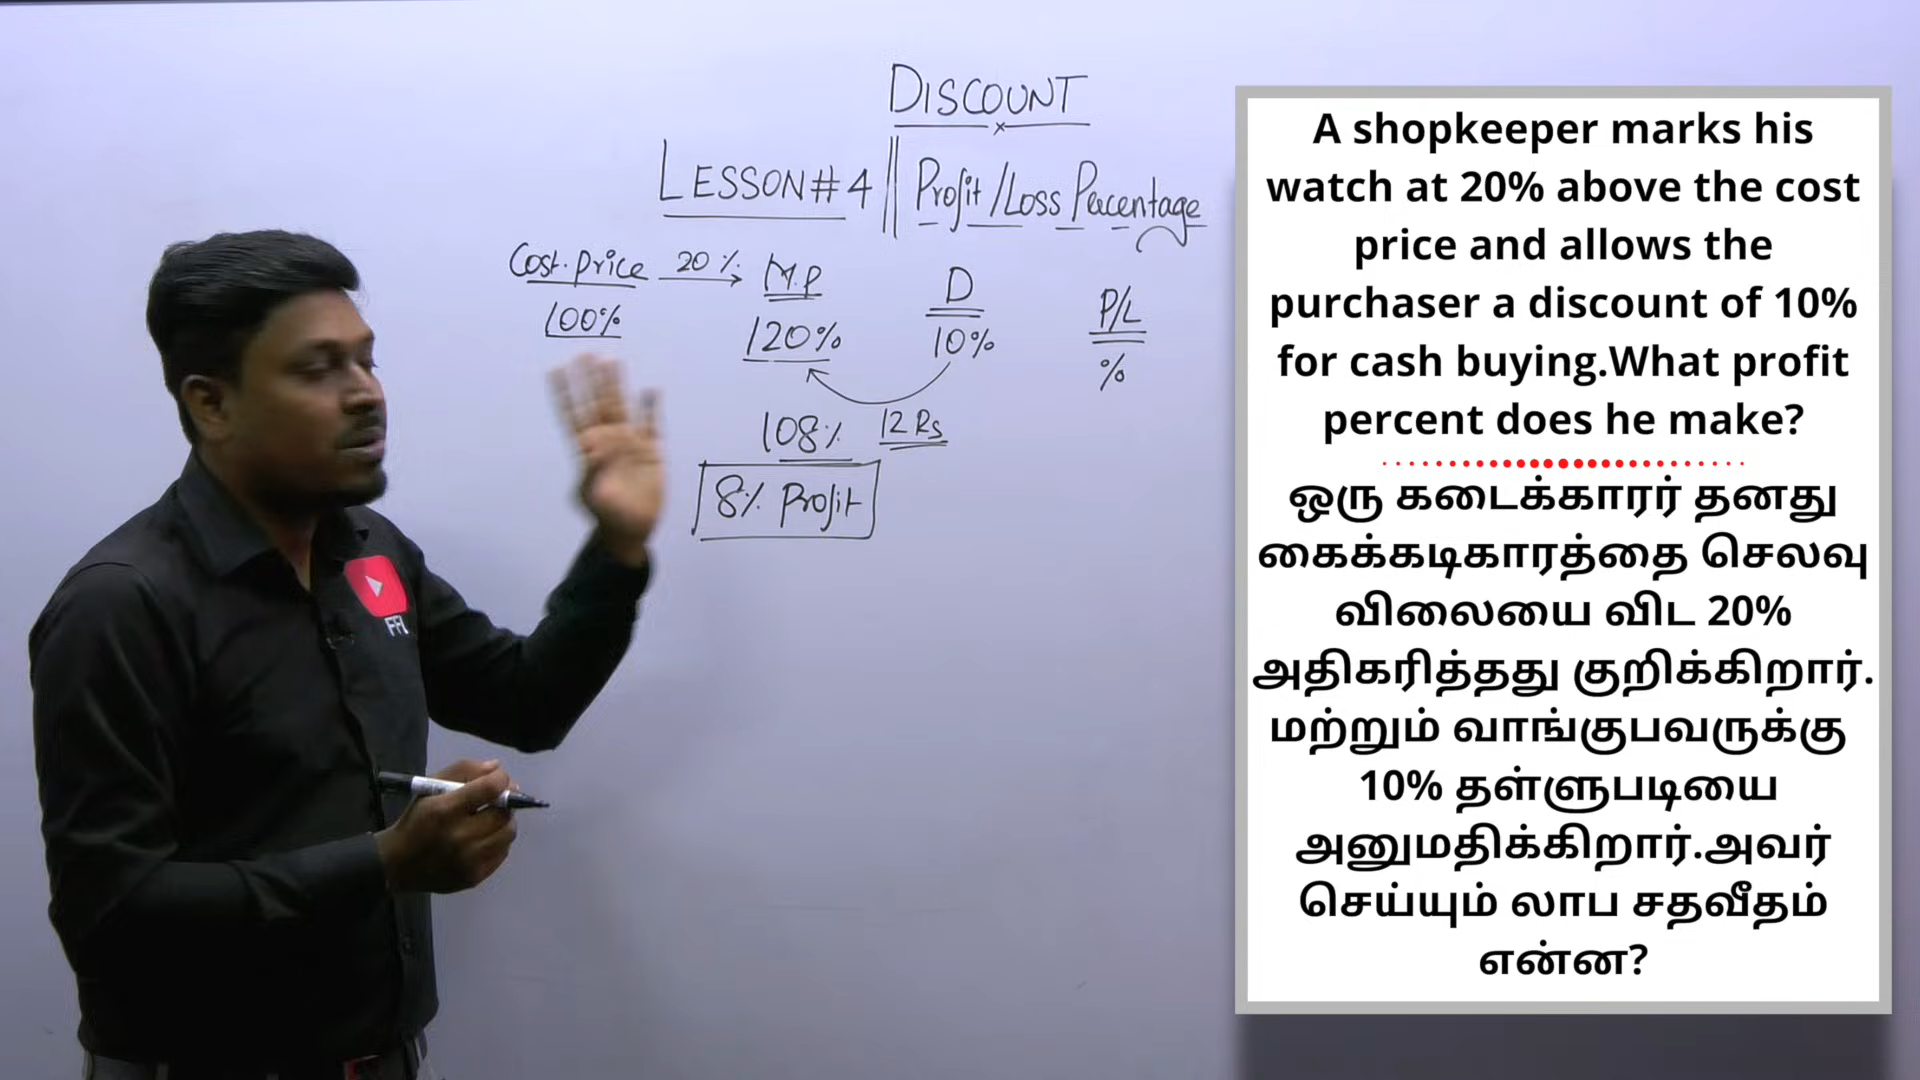 DISCOUNT
LESSON#4 || Profit/Loss Percentage
Cost.Price 20% M.P D P/L
100% 120% 10% %
108% 12 Rs
8% Profit
FFL
A shopkeeper marks his
watch at 20% above the cost
price and allows the
purchaser a discount of 10%
for cash buying.What profit
percent does he make?
ஒரு கடைக்காரர் தனது
கைக்கடிகாரத்தை செலவு
விலையை விட 20%
அதிகரித்தது குறிக்கிறார்.
மற்றும் வாங்குபவருக்கு
10% தள்ளுபடியை
அனுமதிக்கிறார்.அவர்
செய்யும் லாப சதவீதம்
என்ன?